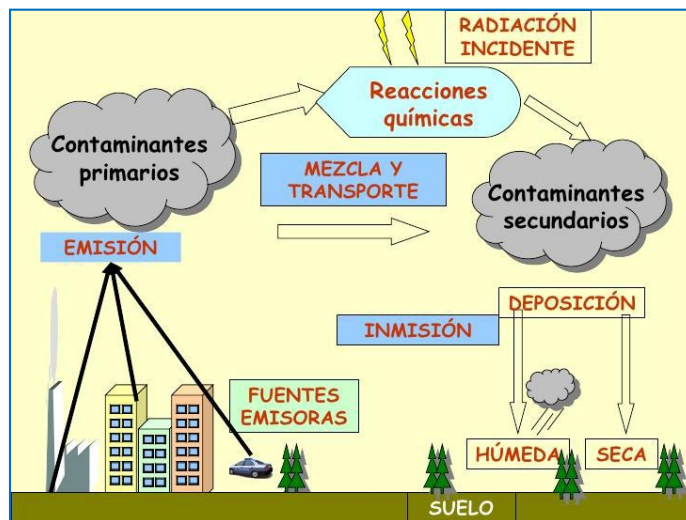 RADIACIÓN
INCIDENTE
Reacciones
químicas
Contaminantes
primarios
MEZCLA Y
TRANSPORTE
Contaminantes
secundarios
EMISIÓN
DEPOSICIÓN
INMISIÓN
FUENTES
EMISORAS
HÚMEDA
SECA
SUELO